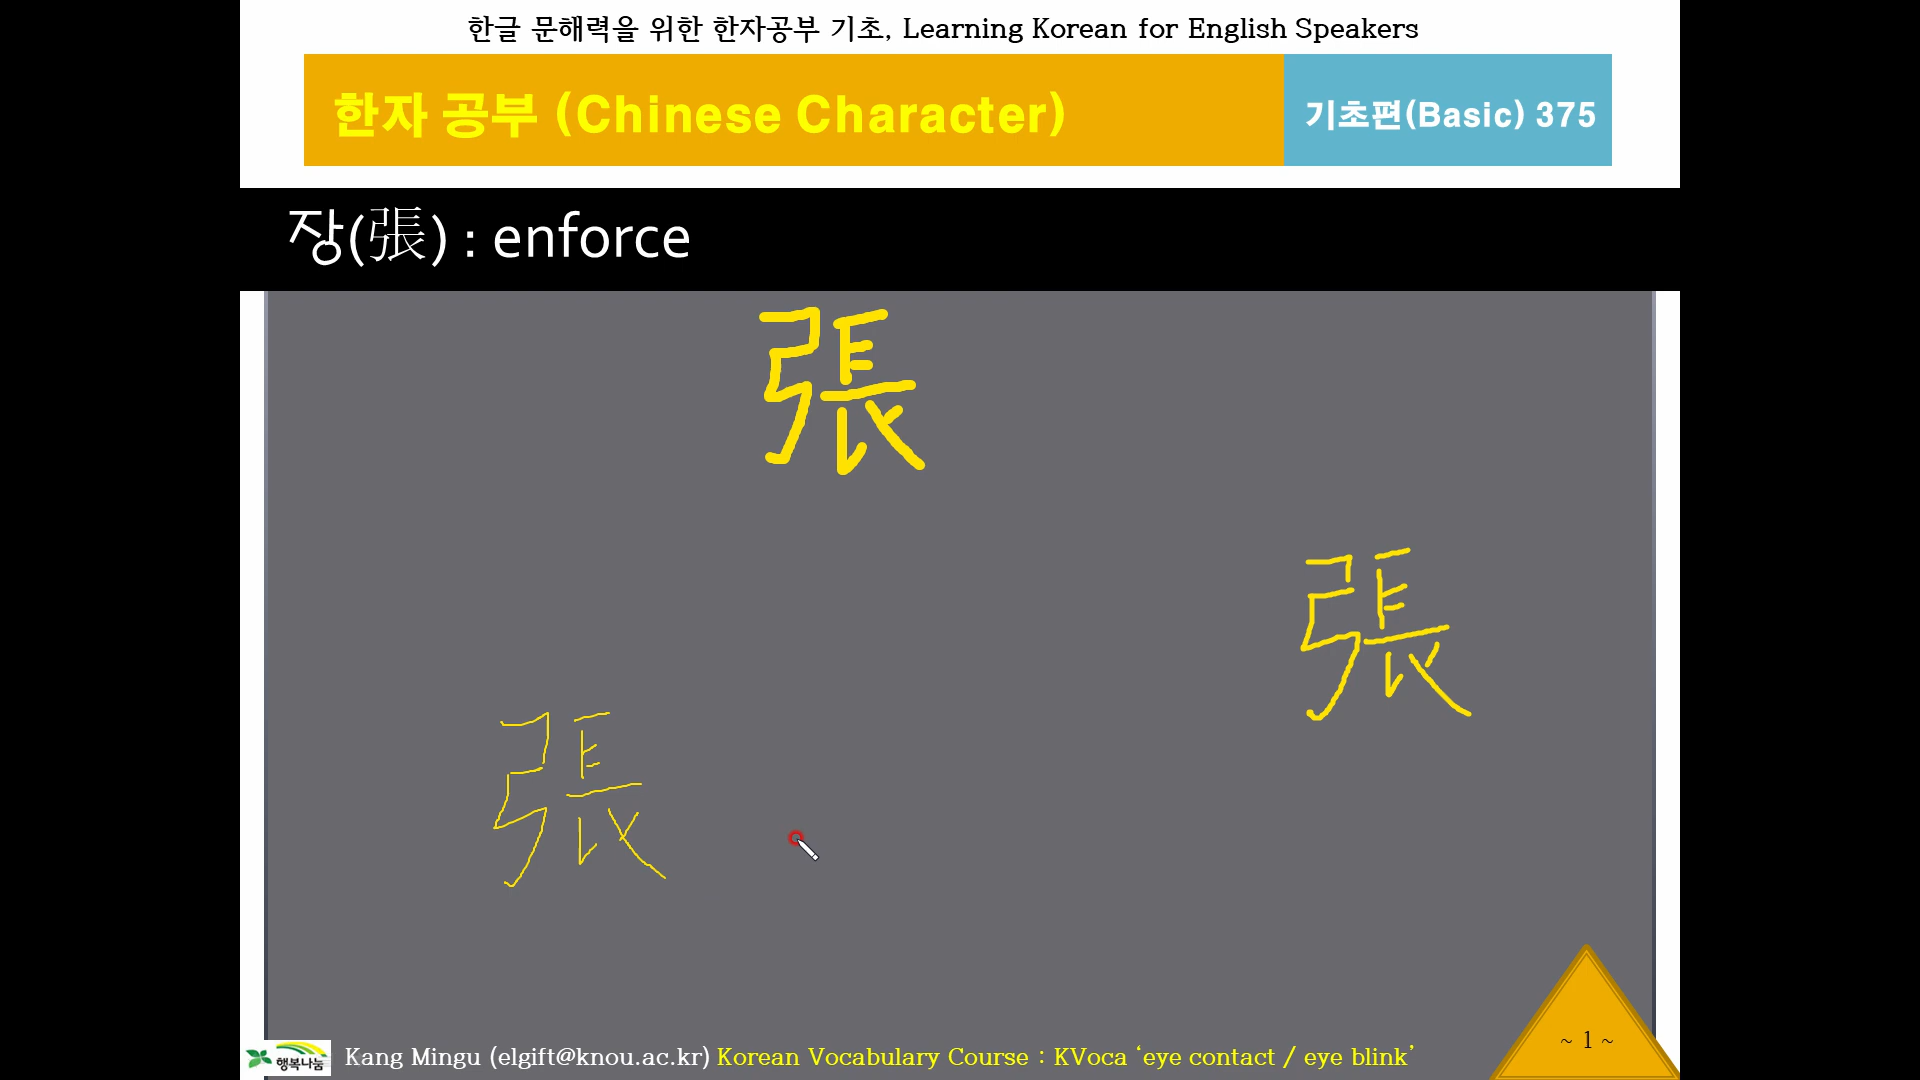 한글 문해력을 위한 한자공부 기초, Learning Korean for English Speakers
한자 공부 (Chinese Character)
기초편(Basic) 375
장(張) : enforce
張
張
張
~ 1 ~
행복나눔
Kang Mingu (elgift@knou.ac.kr) Korean Vocabulary Course : KVoca ‘eye contact / eye blink’